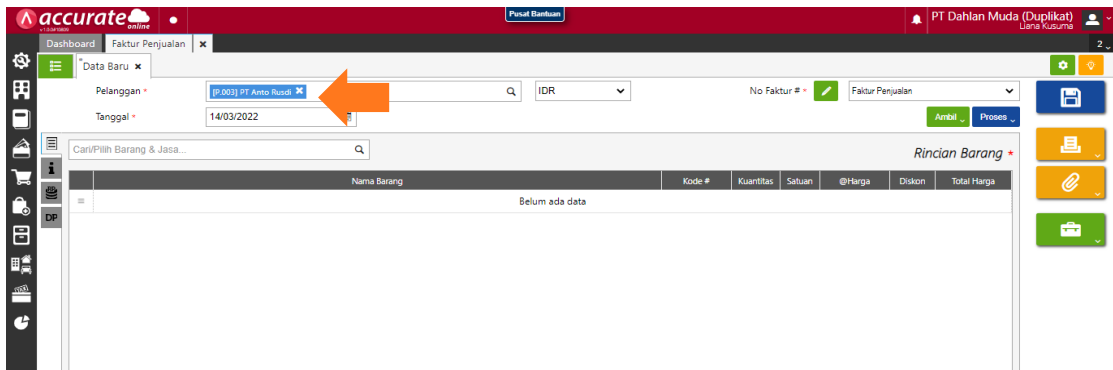 accurate online
Pusat Bantuan
PT Dahlan Muda (Duplikat)
Liana Kusuma
Dashboard Faktur Penjualan
2
Data Baru
Pelanggan * [P.003] PT Anto Rusdi IDR No Faktur # * Faktur Penjualan
Tanggal * 14/03/2022 Ambil Proses
Cari/Pilih Barang & Jasa... Rincian Barang *
Nama Barang Kode # Kuantitas Satuan @Harga Diskon Total Harga
Belum ada data
DP